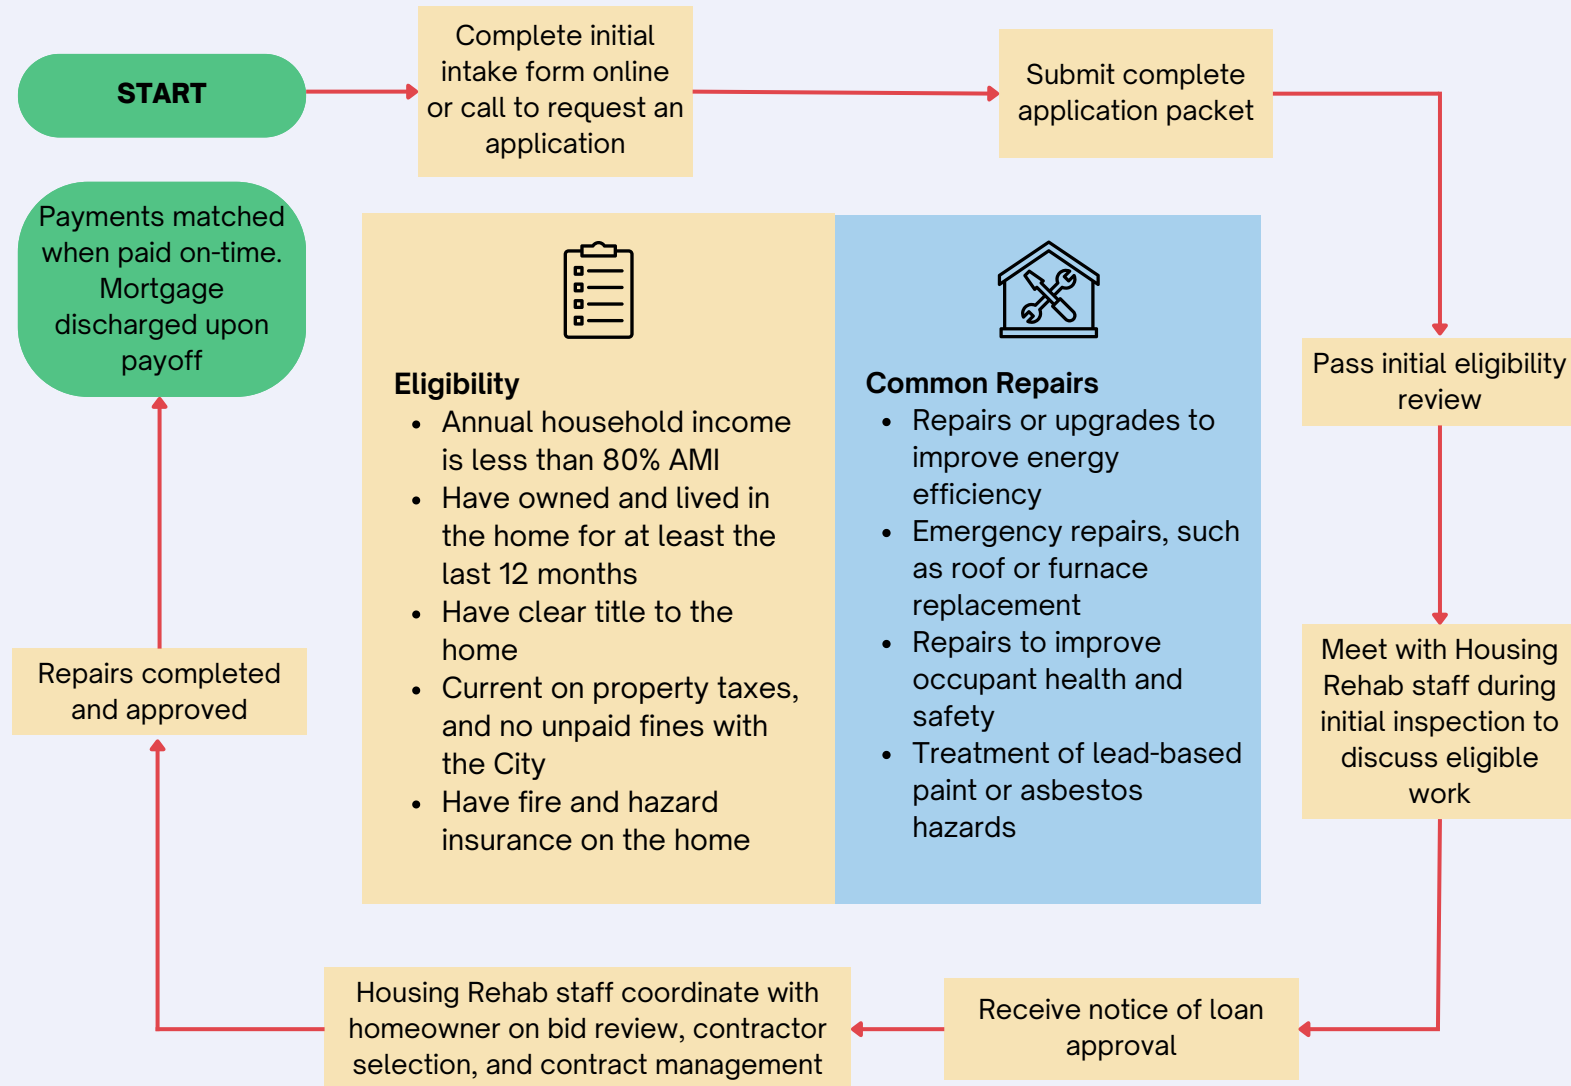 START
Complete initial
intake form online
or call to request an
application
Submit complete
application packet
Pass initial eligibility
review
Meet with Housing
Rehab staff during
initial inspection to
discuss eligible
work
Receive notice of loan
approval
Housing Rehab staff coordinate with
homeowner on bid review, contractor
selection, and contract management
Repairs completed
and approved
Payments matched
when paid on-time.
Mortgage
discharged upon
payoff
Eligibility
• Annual household income
is less than 80% AMI
• Have owned and lived in
the home for at least the
last 12 months
• Have clear title to the
home
• Current on property taxes,
and no unpaid fines with
the City
• Have fire and hazard
insurance on the home
Common Repairs
• Repairs or upgrades to
improve energy
efficiency
• Emergency repairs, such
as roof or furnace
replacement
• Repairs to improve
occupant health and
safety
• Treatment of lead-based
paint or asbestos
hazards